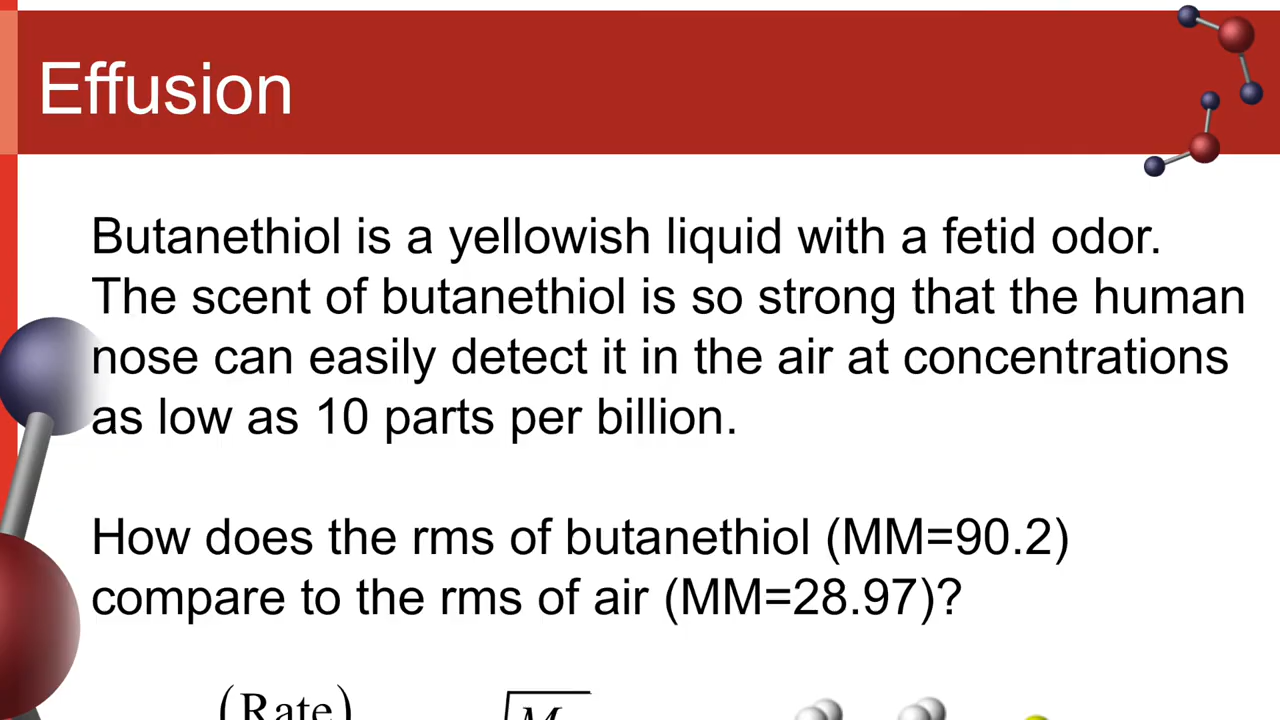 Effusion
Butanethiol is a yellowish liquid with a fetid odor.
The scent of butanethiol is so strong that the human
nose can easily detect it in the air at concentrations
as low as 10 parts per billion.
How does the rms of butanethiol (MM=90.2)
compare to the rms of air (MM=28.97)?
(Rate)